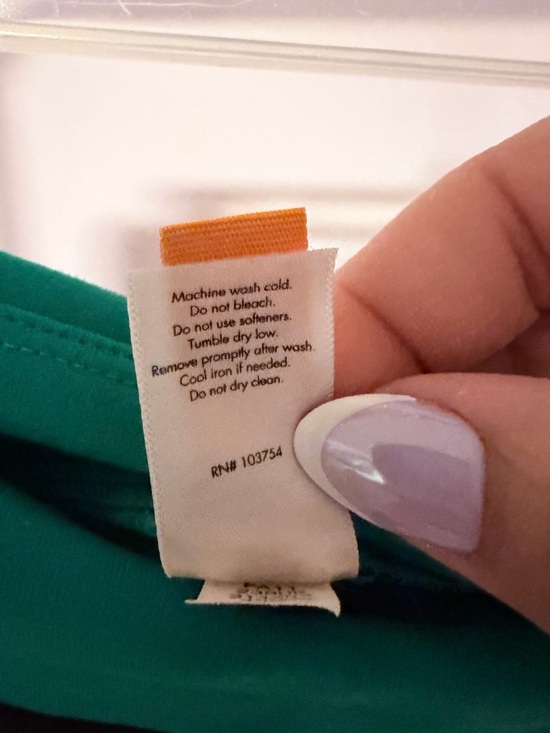 Machine wash cold.
Do not bleach.
Do not use softeners.
Tumble dry low.
Remove promptly after wash.
Cool iron if needed.
Do not dry clean.
RN# 103754